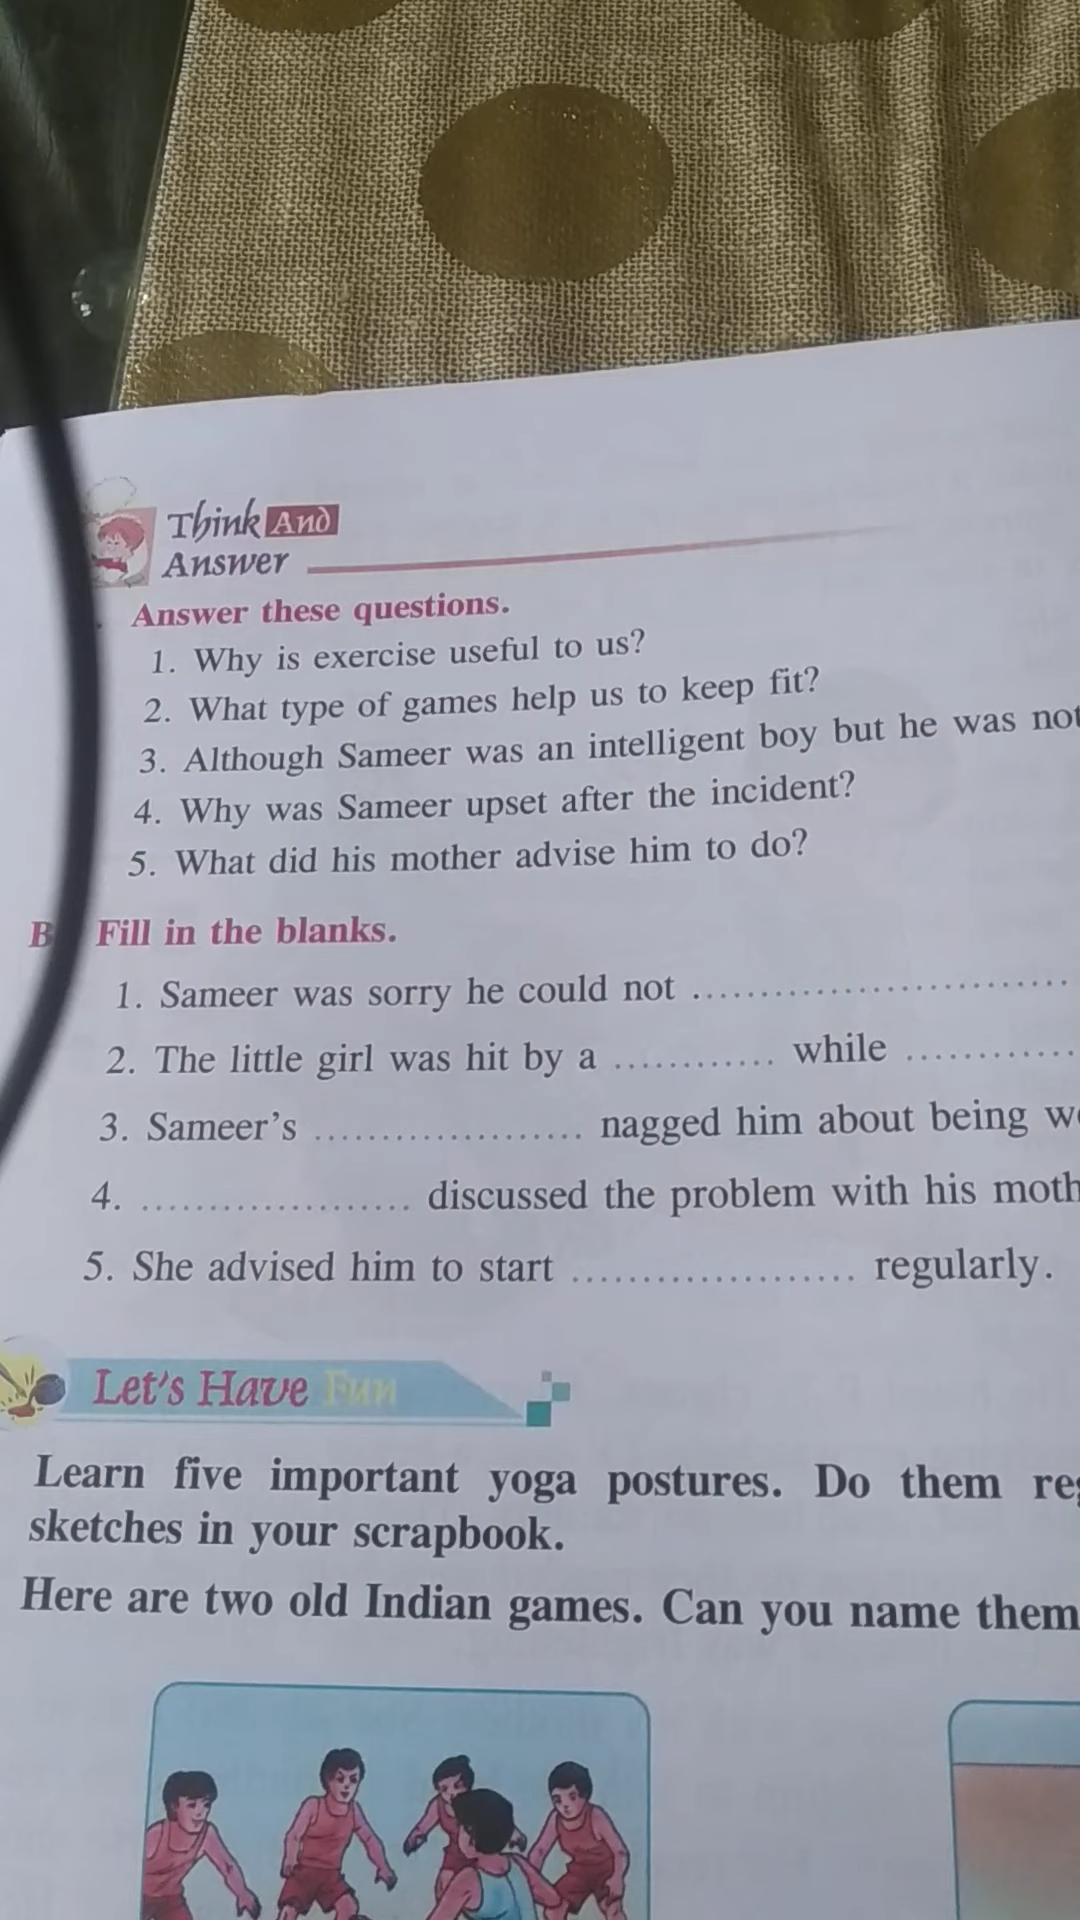 Think And
Answer
Answer these questions.
1. Why is exercise useful to us?
2. What type of games help us to keep fit?
3. Although Sameer was an intelligent boy but he was not
4. Why was Sameer upset after the incident?
5. What did his mother advise him to do?
B Fill in the blanks.
1. Sameer was sorry he could not ............................
2. The little girl was hit by a ............ while .............
3. Sameer's .................... nagged him about being
4. .................... discussed the problem with his
5. She advised him to start ..................... regularly.
Let's Have Fun
Learn five important yoga postures. Do them
sketches in your scrapbook.
Here are two old Indian games. Can you name them